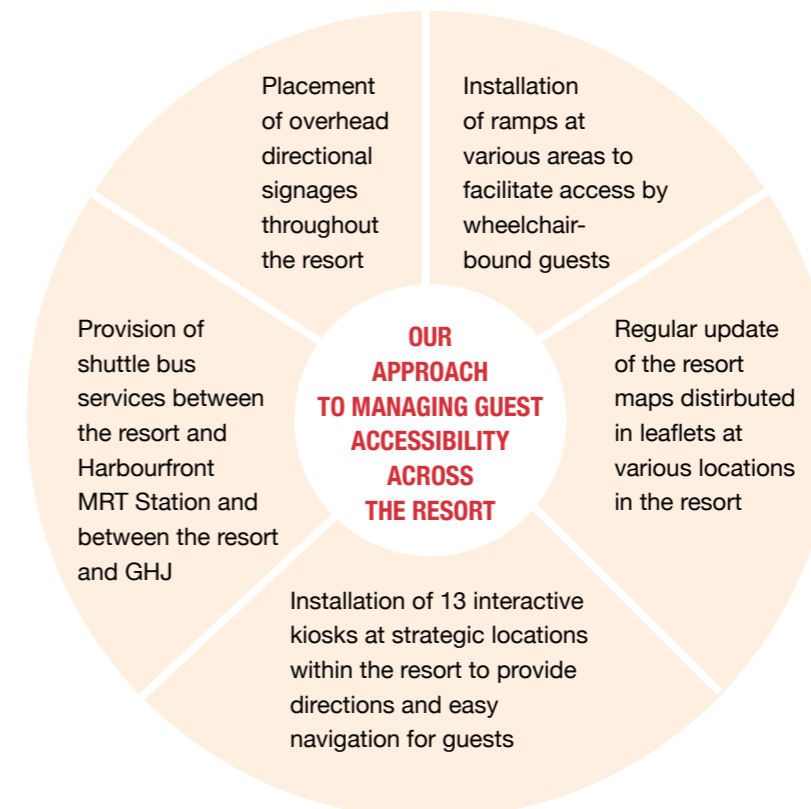 Placement
of overhead
directional
signages
throughout
the resort
Installation
of ramps at
various areas to
facilitate access by
wheelchair-
bound guests
Provision of
shuttle bus
services between
the resort and
Harbourfront
MRT Station and
between the resort
and GHJ
OUR
APPROACH
TO MANAGING GUEST
ACCESSIBILITY
ACROSS
THE RESORT
Regular update
of the resort
maps distirbuted
in leaflets at
various locations
in the resort
Installation of 13 interactive
kiosks at strategic locations
within the resort to provide
directions and easy
navigation for guests